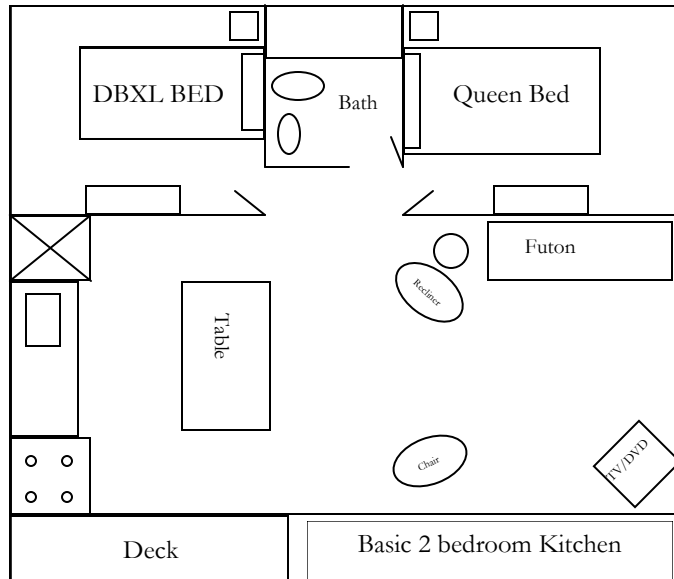 DBXL BED
Bath
Queen Bed
Futon
Recliner
Table
Chair
TV/DVD
Deck
Basic 2 bedroom Kitchen